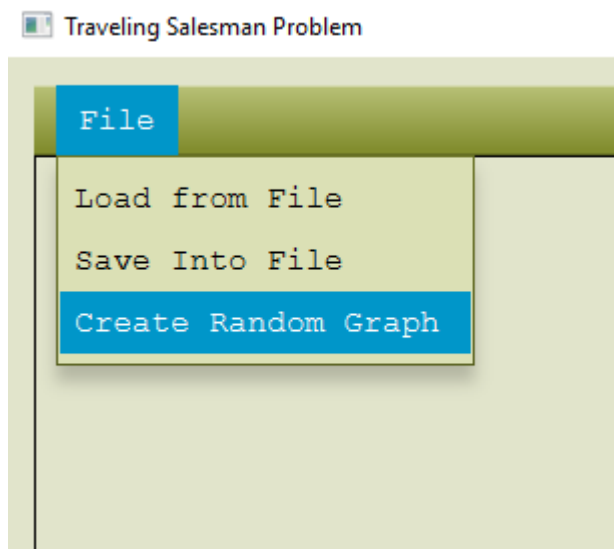 Traveling Salesman Problem
File
Load from File
Save Into File
Create Random Graph